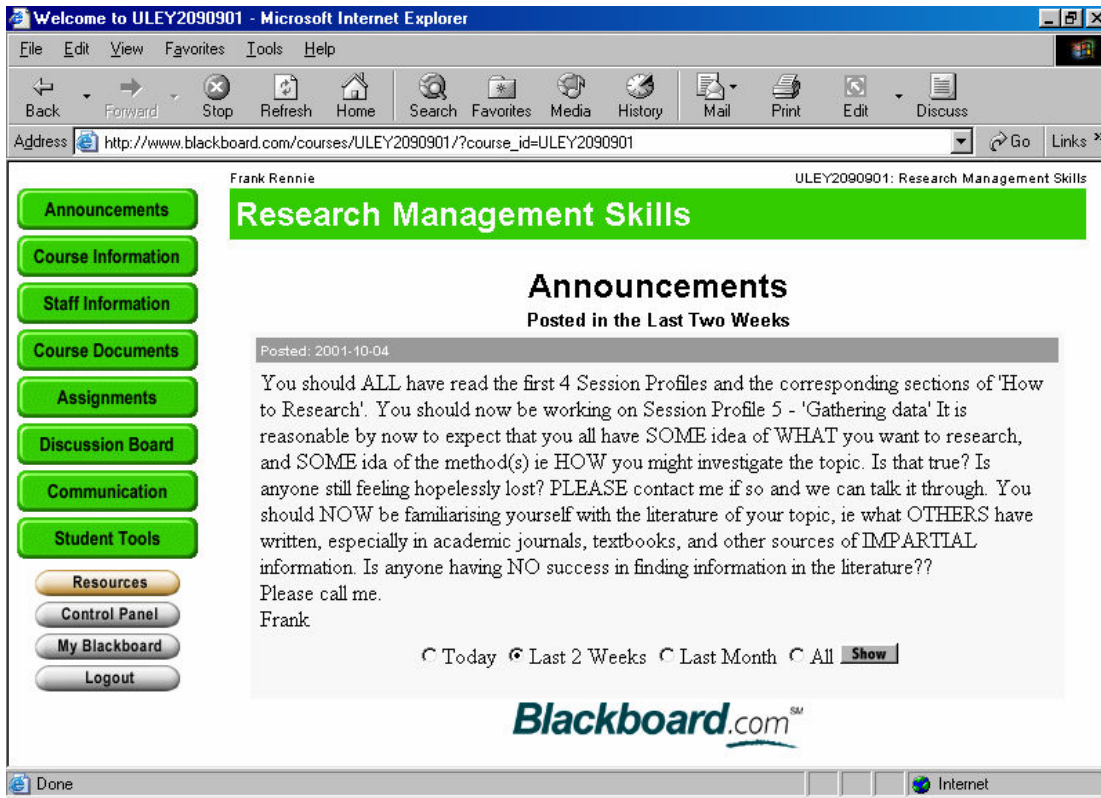 Welcome to ULEY2090901 - Microsoft Internet Explorer
File Edit View Favorites Tools Help
Back Forward Stop Refresh Home Search Favorites Media History Mail Print Edit Discuss
Address http://www.blackboard.com/courses/ULEY2090901/?course_id=ULEY2090901 Go Links »
Frank Rennie ULEY2090901: Research Management Skills
Announcements
Course Information
Staff Information
Course Documents
Assignments
Discussion Board
Communication
Student Tools
Resources
Control Panel
My Blackboard
Logout
Research Management Skills
Announcements
Posted in the Last Two Weeks
Posted: 2001-10-04
You should ALL have read the first 4 Session Profiles and the corresponding sections of 'How
to Research'. You should now be working on Session Profile 5 - 'Gathering data' It is
reasonable by now to expect that you all have SOME idea of WHAT you want to research,
and SOME ida of the method(s) ie HOW you might investigate the topic. Is that true? Is
anyone still feeling hopelessly lost? PLEASE contact me if so and we can talk it through. You
should NOW be familiarising yourself with the literature of your topic, ie what OTHERS have
written, especially in academic journals, textbooks, and other sources of IMPARTIAL
information. Is anyone having NO success in finding information in the literature??
Please call me.
Frank
Today Last 2 Weeks Last Month All Show
Blackboard.com℠
Done Internet